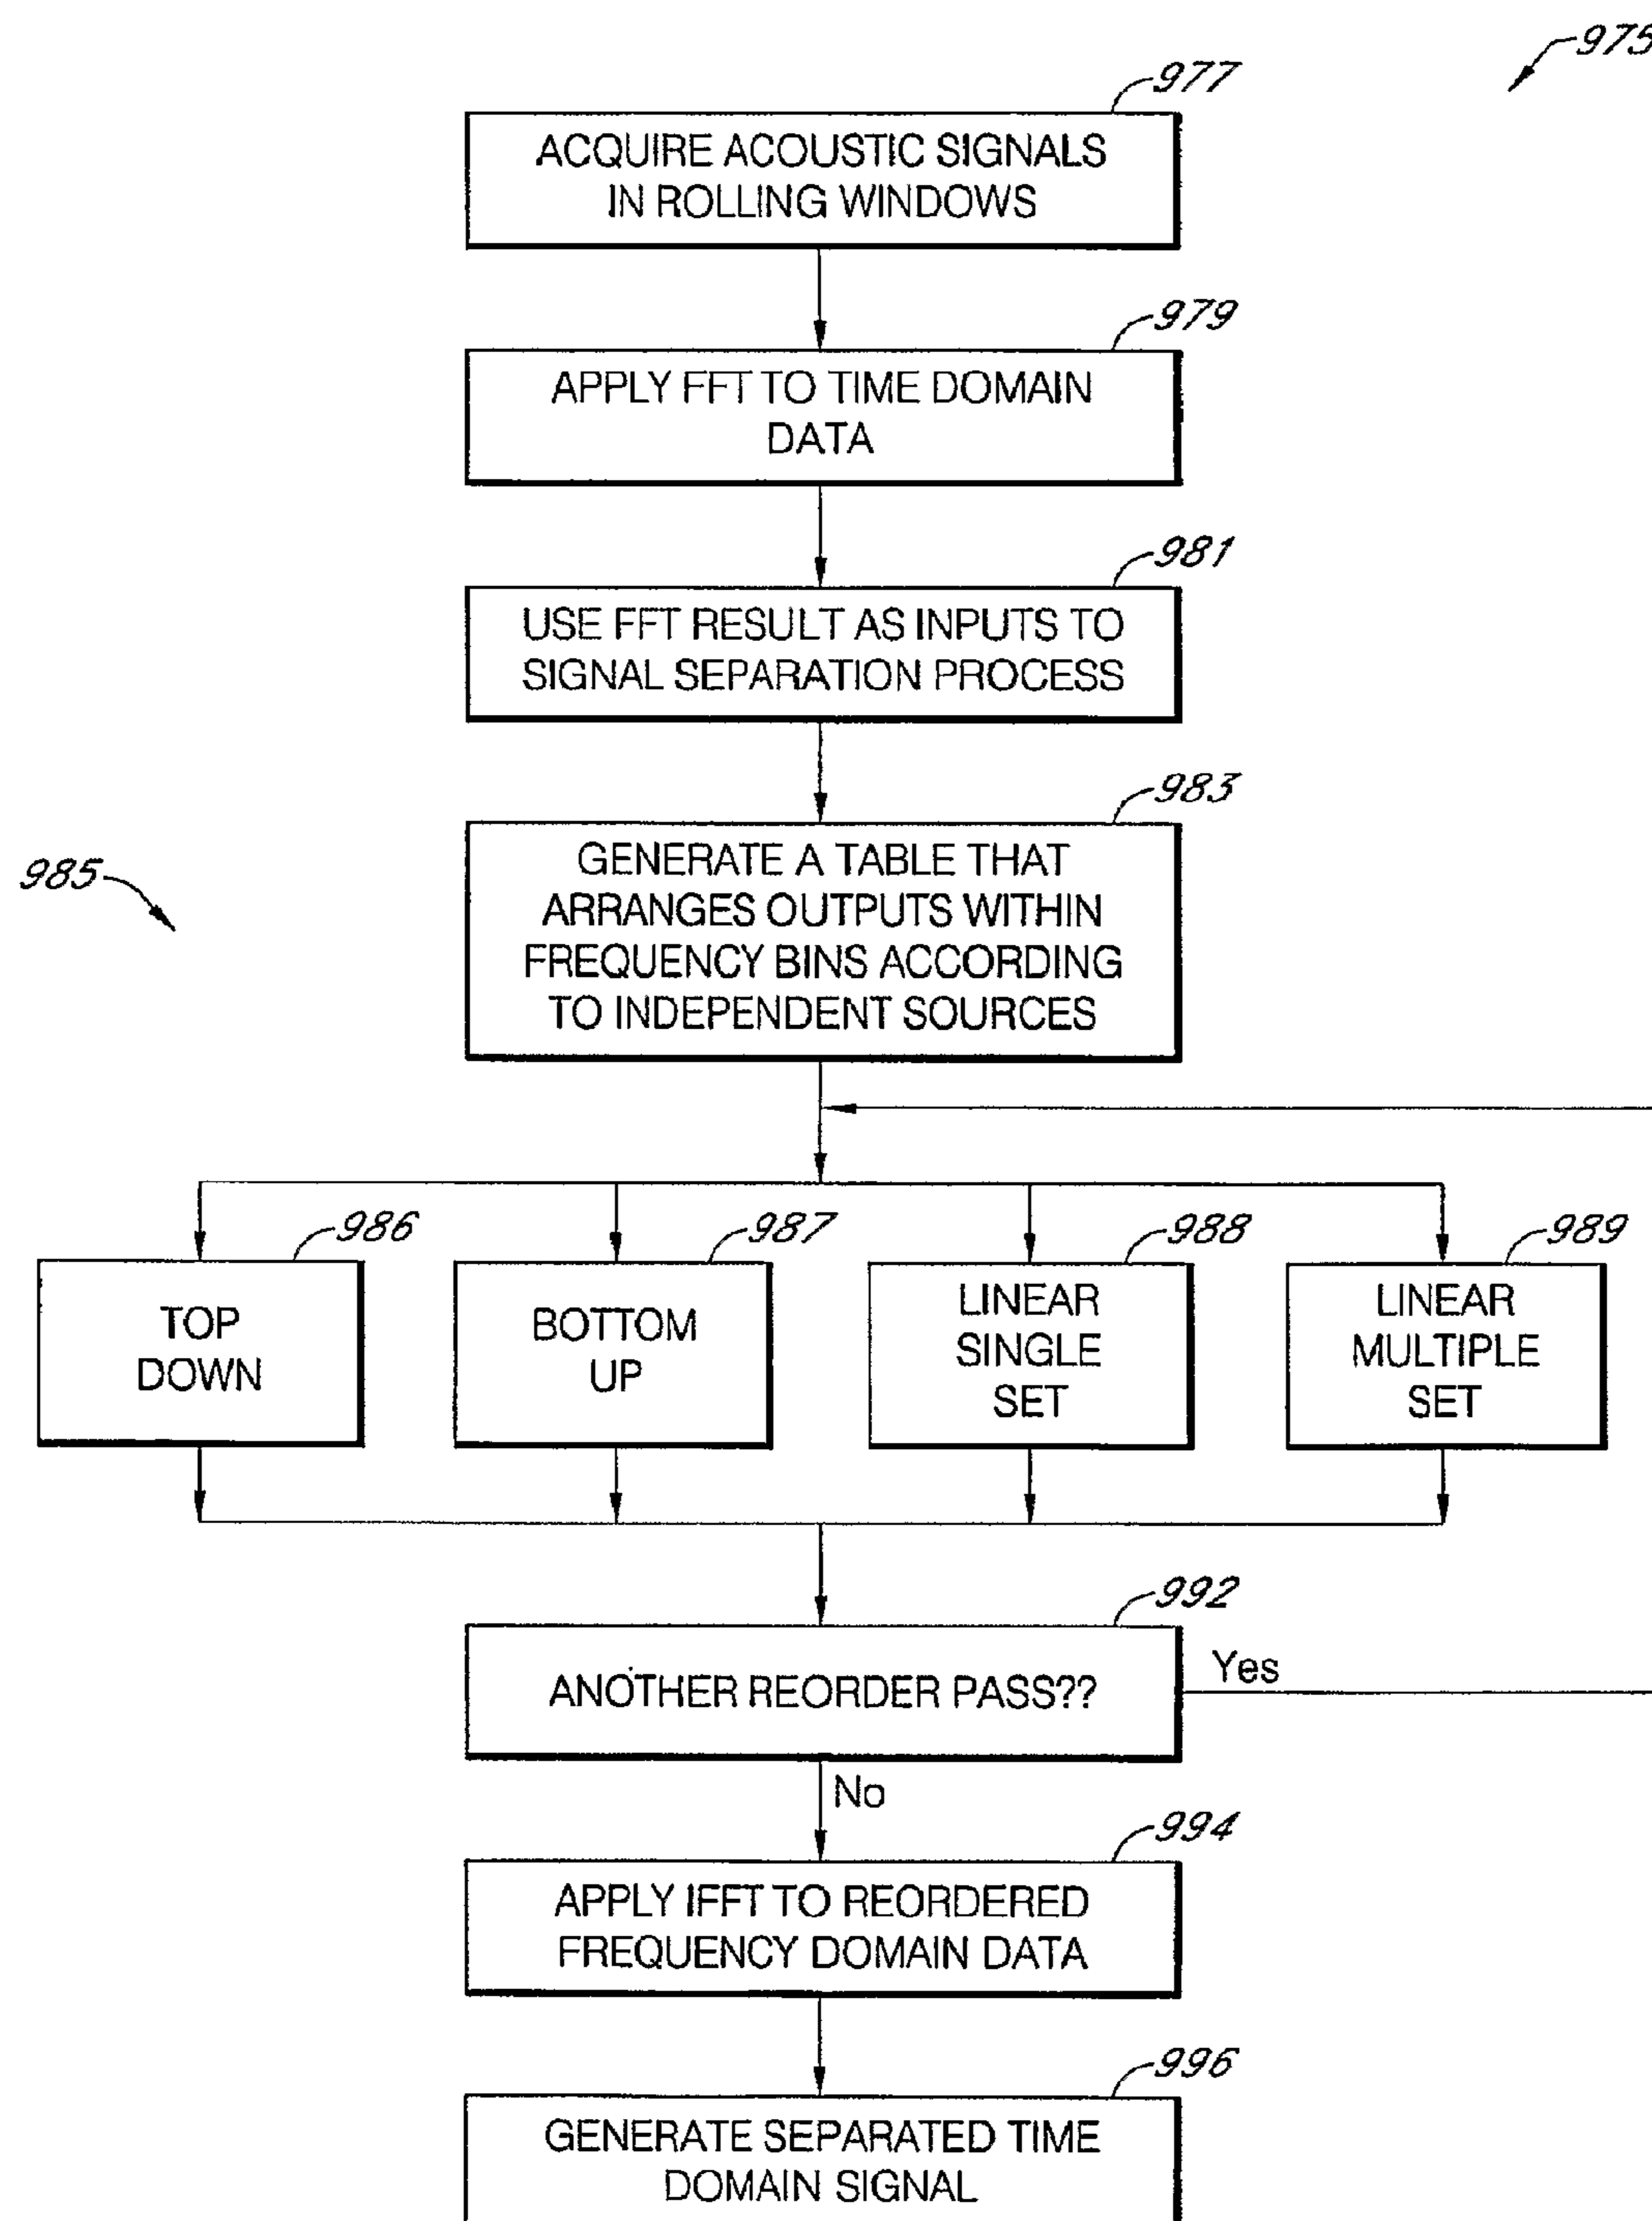 975
977
ACQUIRE ACOUSTIC SIGNALS
IN ROLLING WINDOWS
979
APPLY FFT TO TIME DOMAIN
DATA
981
USE FFT RESULT AS INPUTS TO
SIGNAL SEPARATION PROCESS
983
GENERATE A TABLE THAT
ARRANGES OUTPUTS WITHIN
FREQUENCY BINS ACCORDING
TO INDEPENDENT SOURCES
985
986
TOP
DOWN
987
BOTTOM
UP
988
LINEAR
SINGLE
SET
989
LINEAR
MULTIPLE
SET
992
ANOTHER REORDER PASS??
Yes
No
994
APPLY IFFT TO REORDERED
FREQUENCY DOMAIN DATA
996
GENERATE SEPARATED TIME
DOMAIN SIGNAL